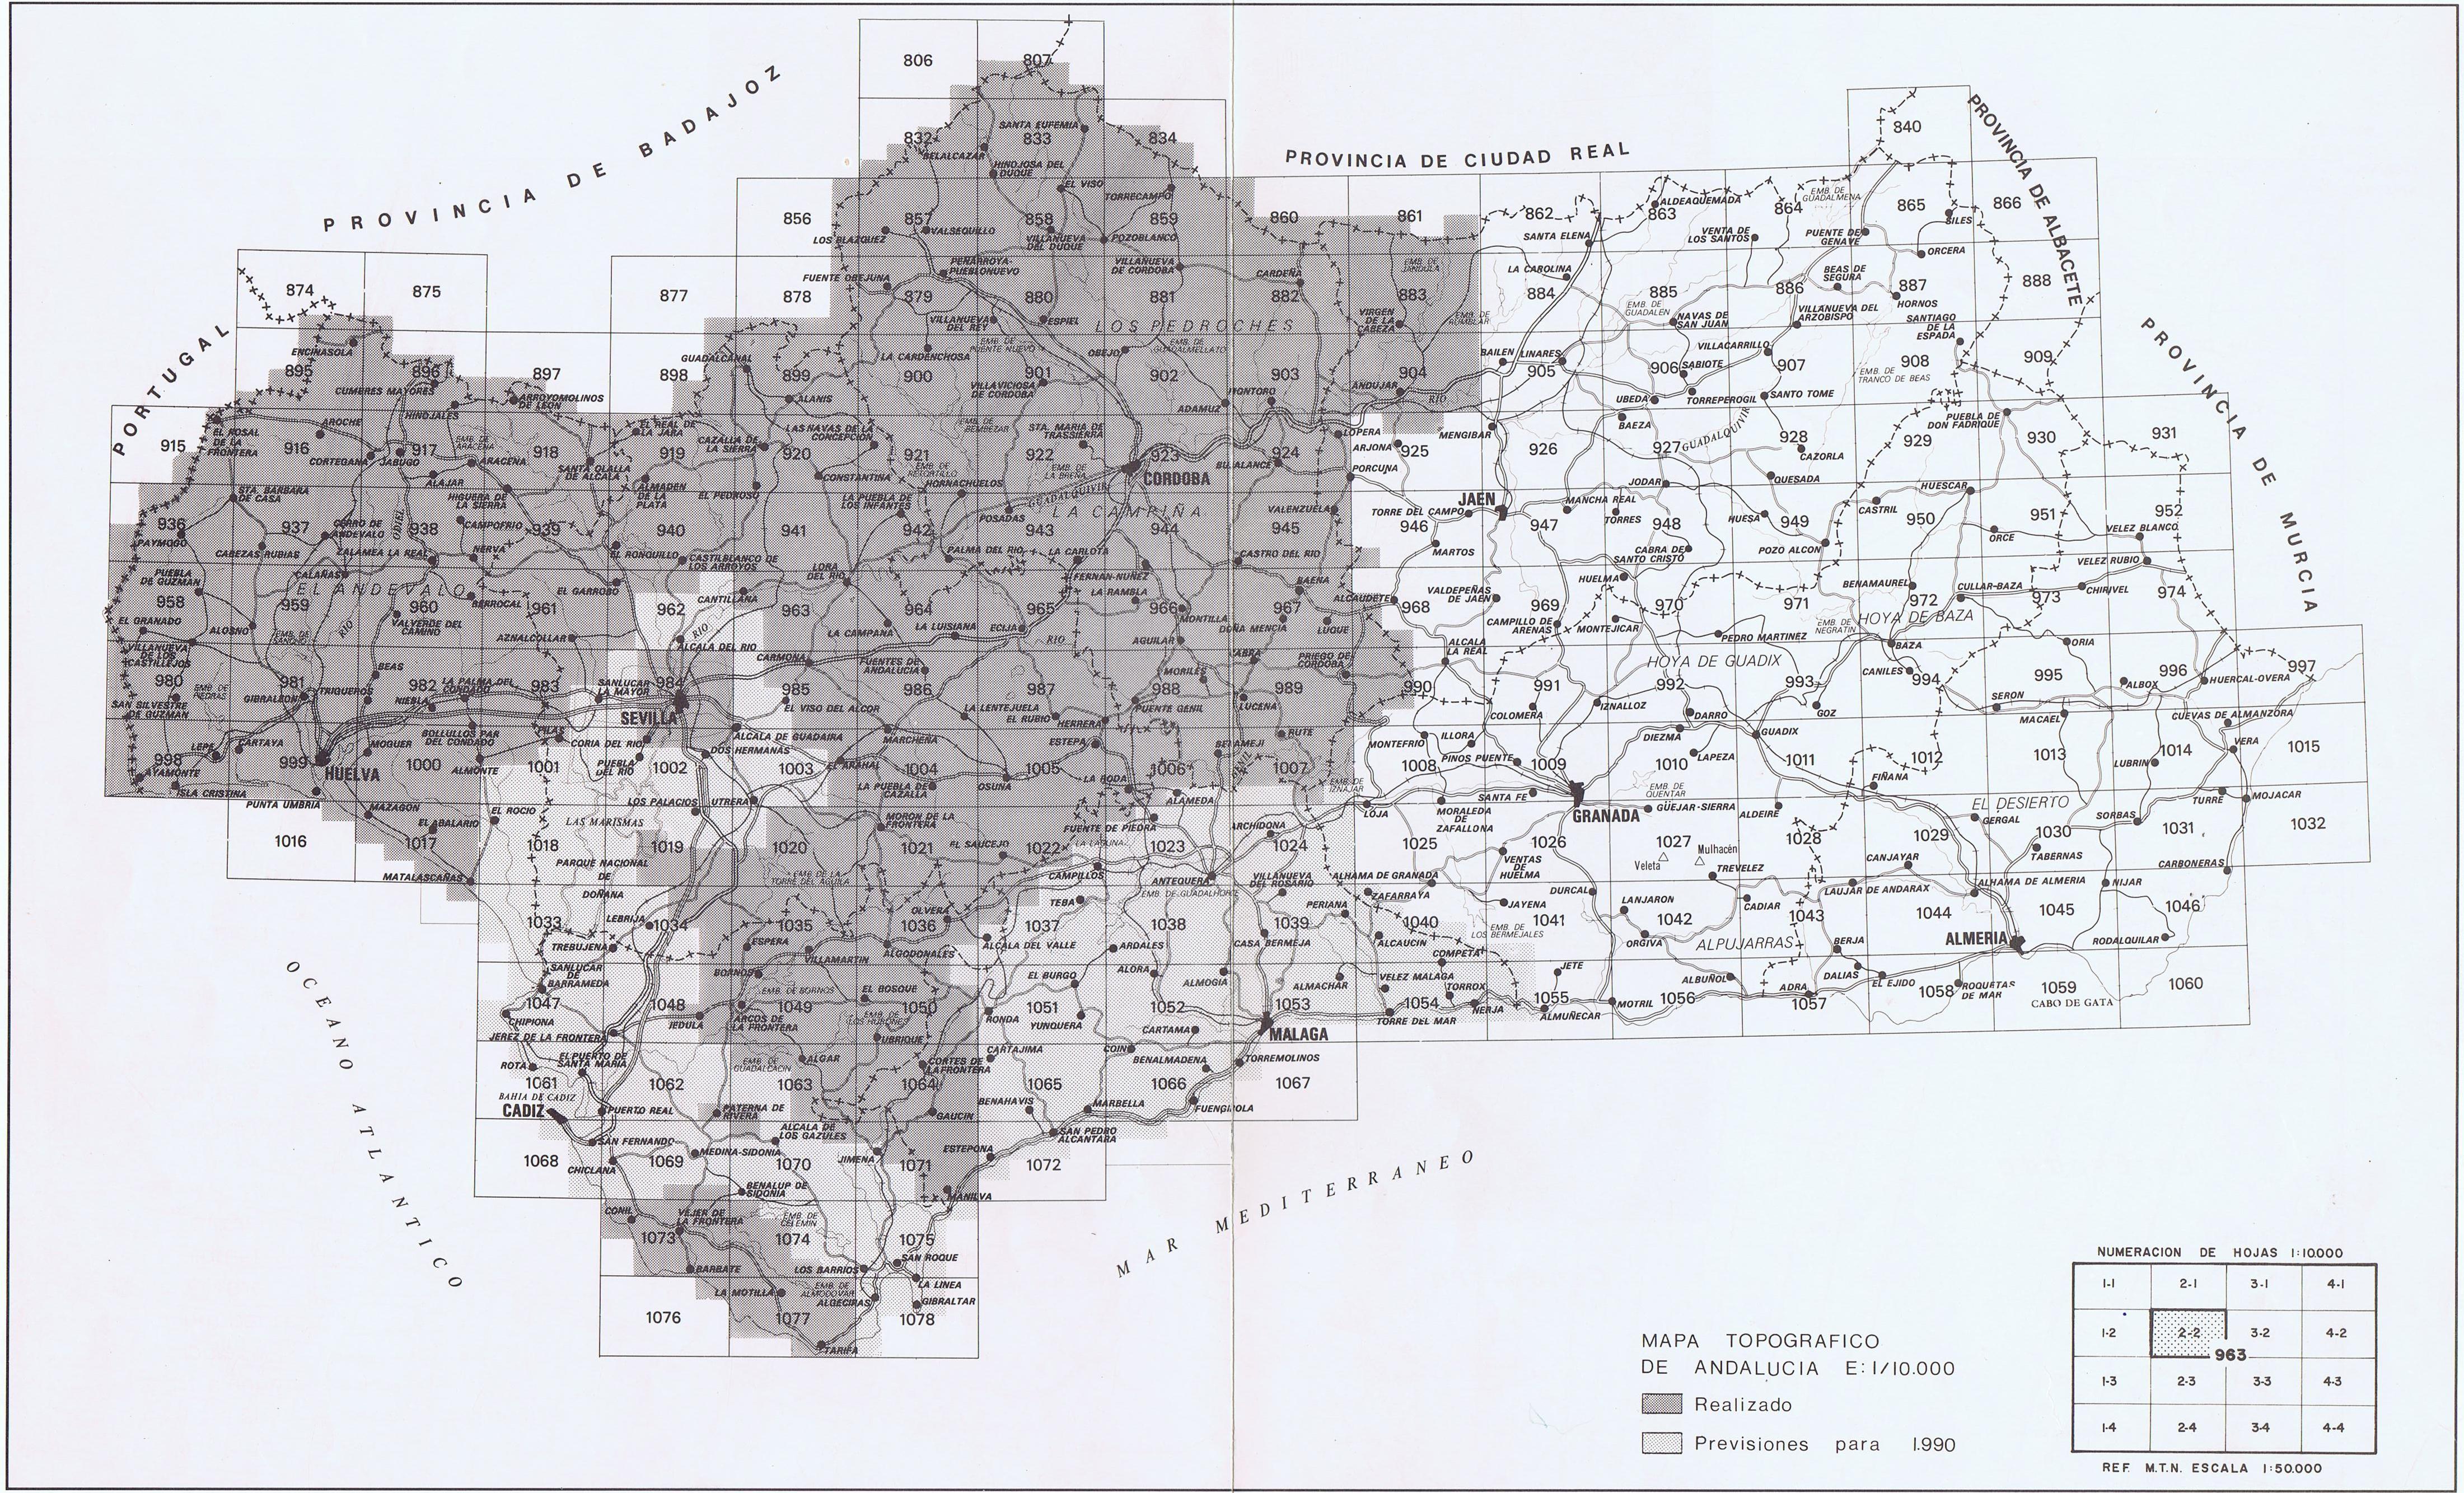 806
807
PROVINCIA DE BADAJOZ
SANTA EUFEMIA
832
833
834
BELALCAZAR
HINOJOSA DEL
DUQUE
EL VISO
TORRECAMPO
PROVINCIA DE CIUDAD REAL
840
PROVINCIA DE ALBACETE
856
857
858
859
860
861
862
863
864
865
866
LOS BLAZQUEZ
VALSEQUILLO
VILLANUEVA
DEL DUQUE
POZOBLANCO
SANTA ELENA
ALDEAQUEMADA
VENTA DE
LOS SANTOS
EMB. DE
GUADALMENA
PUENTE DE
GENAVE
SILES
ORCERA
874
875
877
878
879
880
881
882
883
884
885
886
887
888
FUENTE OBEJUNA
PEÑARROYA-
PUEBLONUEVO
VILLANUEVA
DE CORDOBA
CARDEÑA
EMB. DE
JANDULA
LA CAROLINA
BEAS DE
SEGURA
HORNOS
VILLANUEVA
DEL REY
ESPIEL
LOS PEDROCHES
VIRGEN
DE LA
CABEZA
EMB. DE
RUMBLAR
EMB. DE
GUADALEN
NAVAS DE
SAN JUAN
VILLANUEVA DEL
ARZOBISPO
SANTIAGO
DE LA
ESPADA
PORTUGAL
PROVINCIA DE MURCIA
ENCINASOLA
895
896
897
898
899
900
901
902
903
904
905
906
907
908
909
CUMBRES MAYORES
HINOJALES
ARROYOMOLINOS
DE LEON
GUADALCANAL
ALANIS
LA CARDENCHOSA
EMB. DE
PUENTE NUEVO
VILLAVICIOSA
DE CORDOBA
OBEJO
EMB. DE
GUADALMELLATO
ADAMUZ
MONTORO
ANDUJAR
RIO
BAILEN
LINARES
SABIOTE
VILLACARRILLO
UBEDA
TORREPEROGIL
SANTO TOME
EMB. DE
TRANCO DE BEAS
915
916
917
918
919
920
921
922
923
924
925
926
927
928
929
930
931
EL ROSAL
DE LA
FRONTERA
AROCHE
CORTEGANA
JABUGO
EMB. DE
ARACENA
ARACENA
ALAJAR
SANTA OLALLA
DE ALCALA
EL REAL DE
LA JARA
CAZALLA DE
LA SIERRA
LAS NAVAS DE LA
CONCEPCION
CONSTANTINA
EMB. DE
BEMBEZAR
EMB. DE
RETORTILLO
STA. MARIA DE
TRASSIERRA
EMB. DE
LA BREÑA
CORDOBA
BUJALANCE
LOPERA
ARJONA
PORCUNA
MENGIBAR
BAEZA
GUADALQUIVIR
CAZORLA
QUESADA
PUEBLA DE
DON FADRIQUE
936
937
938
939
940
941
942
943
944
945
946
947
948
949
950
951
952
STA. BARBARA
DE CASA
PAYMOGO
CERRO DE
ANDEVALO
CABEZAS RUBIAS
ODIEL
HIGUERA DE
LA SIERRA
CAMPOFRIO
ZALAMEA LA REAL
NERVA
ALMADEN
DE LA
PLATA
EL PEDROSO
EL RONQUILLO
CASTILBLANCO DE
LOS ARROYOS
LA PUEBLA DE
LOS INFANTES
HORNACHUELOS
POSADAS
GUADALQUIVIR
LA CAMPIÑA
PALMA DEL RIO
LA CARLOTA
VALENZUELA
CASTRO DEL RIO
JAEN
TORRE DEL CAMPO
MARTOS
MANCHA REAL
TORRES
JODAR
CABRA DE
SANTO CRISTO
HUESA
POZO ALCON
CASTRIL
HUESCAR
ORCE
VELEZ BLANCO
VELEZ RUBIO
958
959
960
961
962
963
964
965
966
967
968
969
970
971
972
973
974
PUEBLA
DE GUZMAN
CALAÑAS
EL ANDEVALO
EL GRANADO
VILLANUEVA
DE LOS
CASTILLEJOS
ALOSNO
RIO
VALVERDE DEL
CAMINO
BERROCAL
EL GARROBO
AZNALCOLLAR
CANTILLANA
RIO
ALCALA DEL RIO
LORA
DEL RIO
LA CAMPANA
LA LUISIANA
ECIJA
FERNAN-NUÑEZ
LA RAMBLA
RIO
MONTILLA
AGUILAR
DOÑA MENCIA
BAENA
LUQUE
ALCAUDETE
VALDEPEÑAS
DE JAEN
CAMPILLO DE
ARENAS
HUELMA
MONTEJICAR
PEDRO MARTINEZ
EMB. DE
NEGRATIN
BENAMAUREL
HOYA DE BAZA
CULLAR-BAZA
CHIRIVEL
ORIA
980
981
982
983
984
985
986
987
988
989
990
991
992
993
994
995
996
997
EMB. DE
PIEDRAS
SAN SILVESTRE
DE GUZMAN
GIBRALEON
TRIGUEROS
BEAS
NIEBLA
LA PALMA DEL
CONDADO
SANLUCAR
LA MAYOR
SEVILLA
CARMONA
EL VISO DEL ALCOR
FUENTES DE
ANDALUCIA
LA LENTEJUELA
EL RUBIO
HERRERA
MORILES
PUENTE GENIL
CABRA
LUCENA
PRIEGO DE
CORDOBA
ALCALA
LA REAL
COLOMERA
IZNALLOZ
HOYA DE GUADIX
DARRO
GOZ
BAZA
CANILES
SERON
MACAEL
ALBOX
HUERCAL-OVERA
CUEVAS DE ALMANZORA
998
999
1000
1001
1002
1003
1004
1005
1006
1007
1008
1009
1010
1011
1012
1013
1014
1015
LEPE
CARTAYA
AYAMONTE
ISLA CRISTINA
HUELVA
PUNTA UMBRIA
MOGUER
BOLLULLOS PAR
DEL CONDADO
ALMONTE
PILAS
CORIA DEL RIO
PUEBLA
DEL RIO
DOS HERMANAS
ALCALA DE GUADAIRA
EL ARAHAL
MARCHENA
LA PUEBLA DE
CAZALLA
OSUNA
ESTEPA
LA RODA
BENAMEJI
RUTE
EMB. DE
IZNAJAR
MONTEFRIO
ILLORA
PINOS PUENTE
DIEZMA
LAPEZA
GUADIX
FIÑANA
LUBRIN
VERA
1016
1017
1018
1019
1020
1021
1022
1023
1024
1025
1026
1027
1028
1029
1030
1031
1032
MAZAGON
EL ABALARIO
MATALASCAÑAS
EL ROCIO
LAS MARISMAS
PARQUE NACIONAL
DE
DOÑANA
LOS PALACIOS
UTRERA
EMB. DE LA
TORRE DEL AGUILA
MORON DE LA
FRONTERA
EL SAUCEJO
FUENTE DE PIEDRA
LA LAGUNA
CAMPILLOS
ALAMEDA
ANTEQUERA
ARCHIDONA
VILLANUEVA
DEL ROSARIO
LOJA
MORALEDA
DE
ZAFALLONA
SANTA FE
GRANADA
EMB. DE
QUENTAR
GÜEJAR-SIERRA
ALDEIRE
Veleta
Mulhacén
TREVELEZ
VENTAS
DE
HUELMA
ALHAMA DE GRANADA
CANJAYAR
EL DESIERTO
GERGAL
TABERNAS
SORBAS
TURRE
MOJACAR
CARBONERAS
1033
1034
1035
1036
1037
1038
1039
1040
1041
1042
1043
1044
1045
1046
LEBRIJA
TREBUJENA
ESPERA
VILLAMARTIN
OLVERA
ALGODONALES
TEBA
ALCALA DEL VALLE
ARDALES
EMB. DE GUADALHORCE
CASA BERMEJA
PERIANA
ZAFARRAYA
ALCAUCIN
JAYENA
EMB. DE
LOS BERMEJALES
DURCAL
LANJARON
ORGIVA
CADIAR
ALPUJARRAS
LAUJAR DE ANDARAX
BERJA
ALHAMA DE ALMERIA
ALMERIA
NIJAR
RODALQUILAR
OCEANO ATLANTICO
1047
1048
1049
1050
1051
1052
1053
1054
1055
1056
1057
1058
1059
1060
SANLUCAR
DE
BARRAMEDA
CHIPIONA
JEREZ DE LA FRONTERA
JEDULA
BORNOS
EMB. DE BORNOS
ARCOS DE
LA FRONTERA
EL BOSQUE
EMB. DE
LOS HURONES
UBRIQUE
EL BURGO
RONDA
YUNQUERA
ALORA
ALMOGIA
CARTAMA
MALAGA
ALMACHAR
VELEZ MALAGA
COMPETA
TORROX
TORRE DEL MAR
NERJA
JETE
ALMUÑECAR
MOTRIL
ALBUÑOL
ADRA
DALIAS
EL EJIDO
ROQUETAS
DE MAR
CABO DE GATA
1061
1062
1063
1064
1065
1066
1067
ROTA
EL PUERTO DE
SANTA MARIA
BAHIA DE CADIZ
CADIZ
PUERTO REAL
EMB. DE
GUADALCACIN
ALGAR
PATERNA DE
RIVERA
CORTES DE
LA FRONTERA
GAUCIN
CARTAJIMA
BENAHAVIS
COIN
BENALMADENA
MARBELLA
TORREMOLINOS
FUENGIROLA
1068
1069
1070
1071
1072
SAN FERNANDO
CHICLANA
MEDINA-SIDONIA
ALCALA DE
LOS GAZULES
BENALUP DE
SIDONIA
JIMENA
ESTEPONA
SAN PEDRO
ALCANTARA
MANILVA
MAR MEDITERRANEO
1073
1074
1075
CONIL
VEJER DE
LA FRONTERA
EMB. DE
CELEMIN
BARBATE
LOS BARRIOS
SAN ROQUE
LA LINEA
1076
1077
1078
LA MOTILLA
EMB. DE
ALMODOVAR
ALGECIRAS
GIBRALTAR
TARIFA
MAPA TOPOGRAFICO
DE ANDALUCIA E: 1/10.000
Realizado
Previsiones para 1.990
NUMERACION DE HOJAS 1:10.000
1-1 2-1 3-1 4-1
1-2 2-2 3-2 4-2
963
1-3 2-3 3-3 4-3
1-4 2-4 3-4 4-4
REF. M.T.N. ESCALA 1:50.000